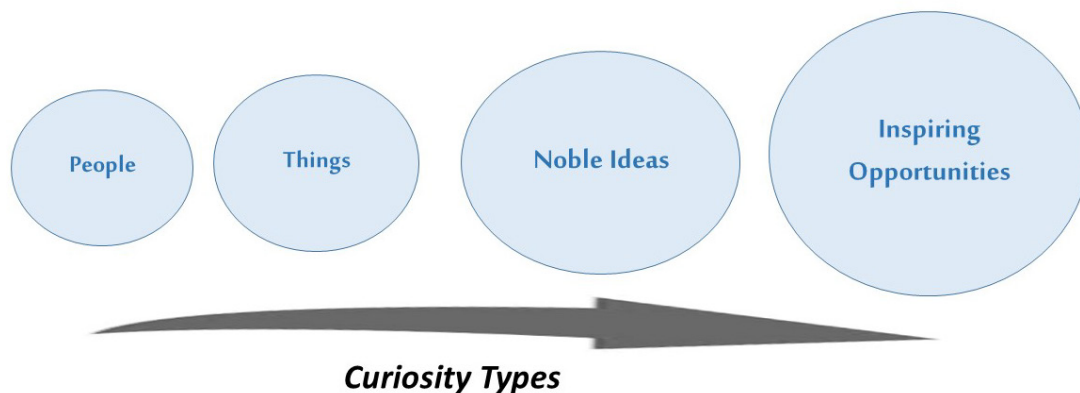 People
Things
Noble Ideas
Inspiring
Opportunities
Curiosity Types